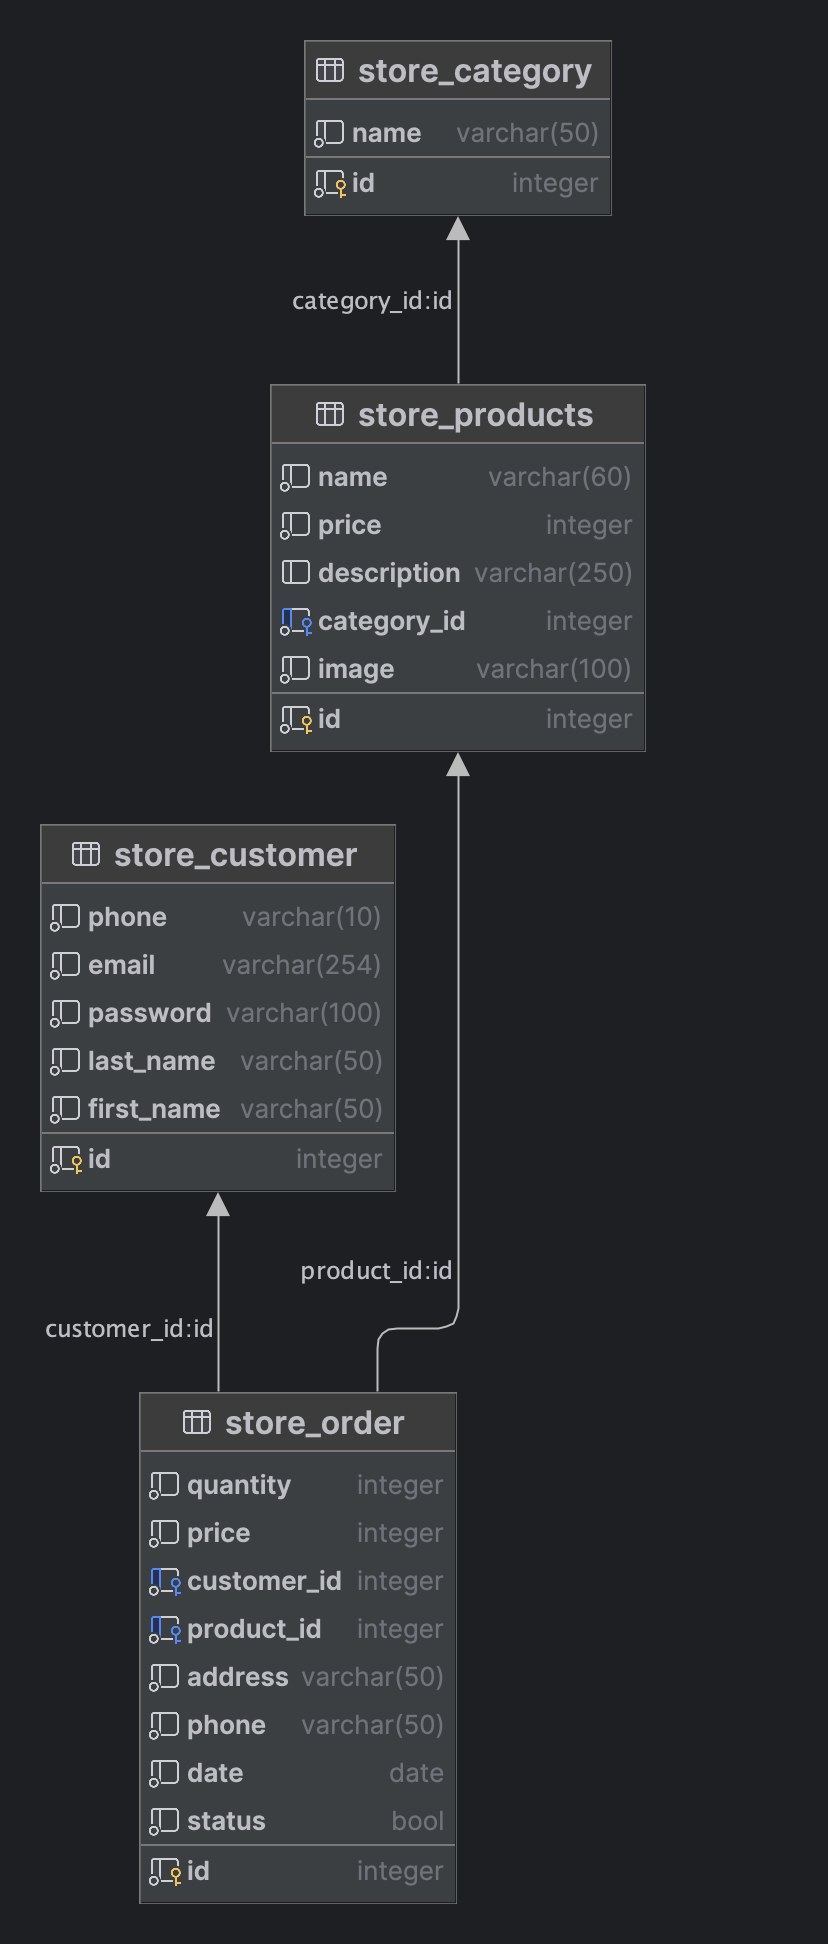 store_category
name varchar(50)
id integer
category_id:id
store_products
name varchar(60)
price integer
description varchar(250)
category_id integer
image varchar(100)
id integer
store_customer
phone varchar(10)
email varchar(254)
password varchar(100)
last_name varchar(50)
first_name varchar(50)
id integer
product_id:id
customer_id:id
store_order
quantity integer
price integer
customer_id integer
product_id integer
address varchar(50)
phone varchar(50)
date date
status bool
id integer